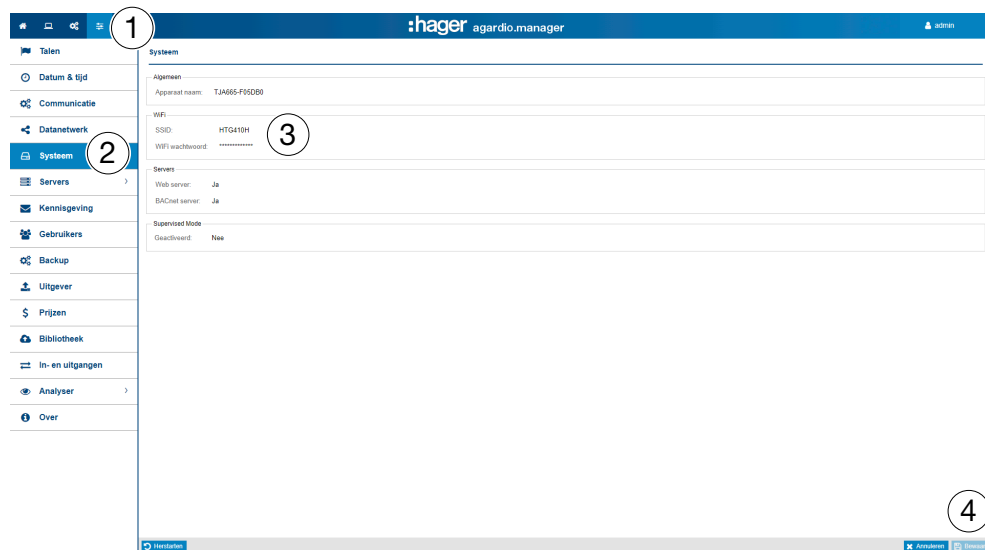 1
:hager agardio.manager
admin
Talen
Datum & tijd
Communicatie
Datanetwerk
Systeem
2
Servers
Kennisgeving
Gebruikers
Backup
Uitgever
Prijzen
Bibliotheek
In- en uitgangen
Analyser
Over
Systeem
Algemeen
Apparaat naam: TJA665-F05DB0
WiFi
SSID: HTG410H
WiFi wachtwoord: *************
3
Servers
Web server: Ja
BACnet server: Ja
Supervised Mode
Geactiveerd: Nee
4
Herstarten
Annuleren